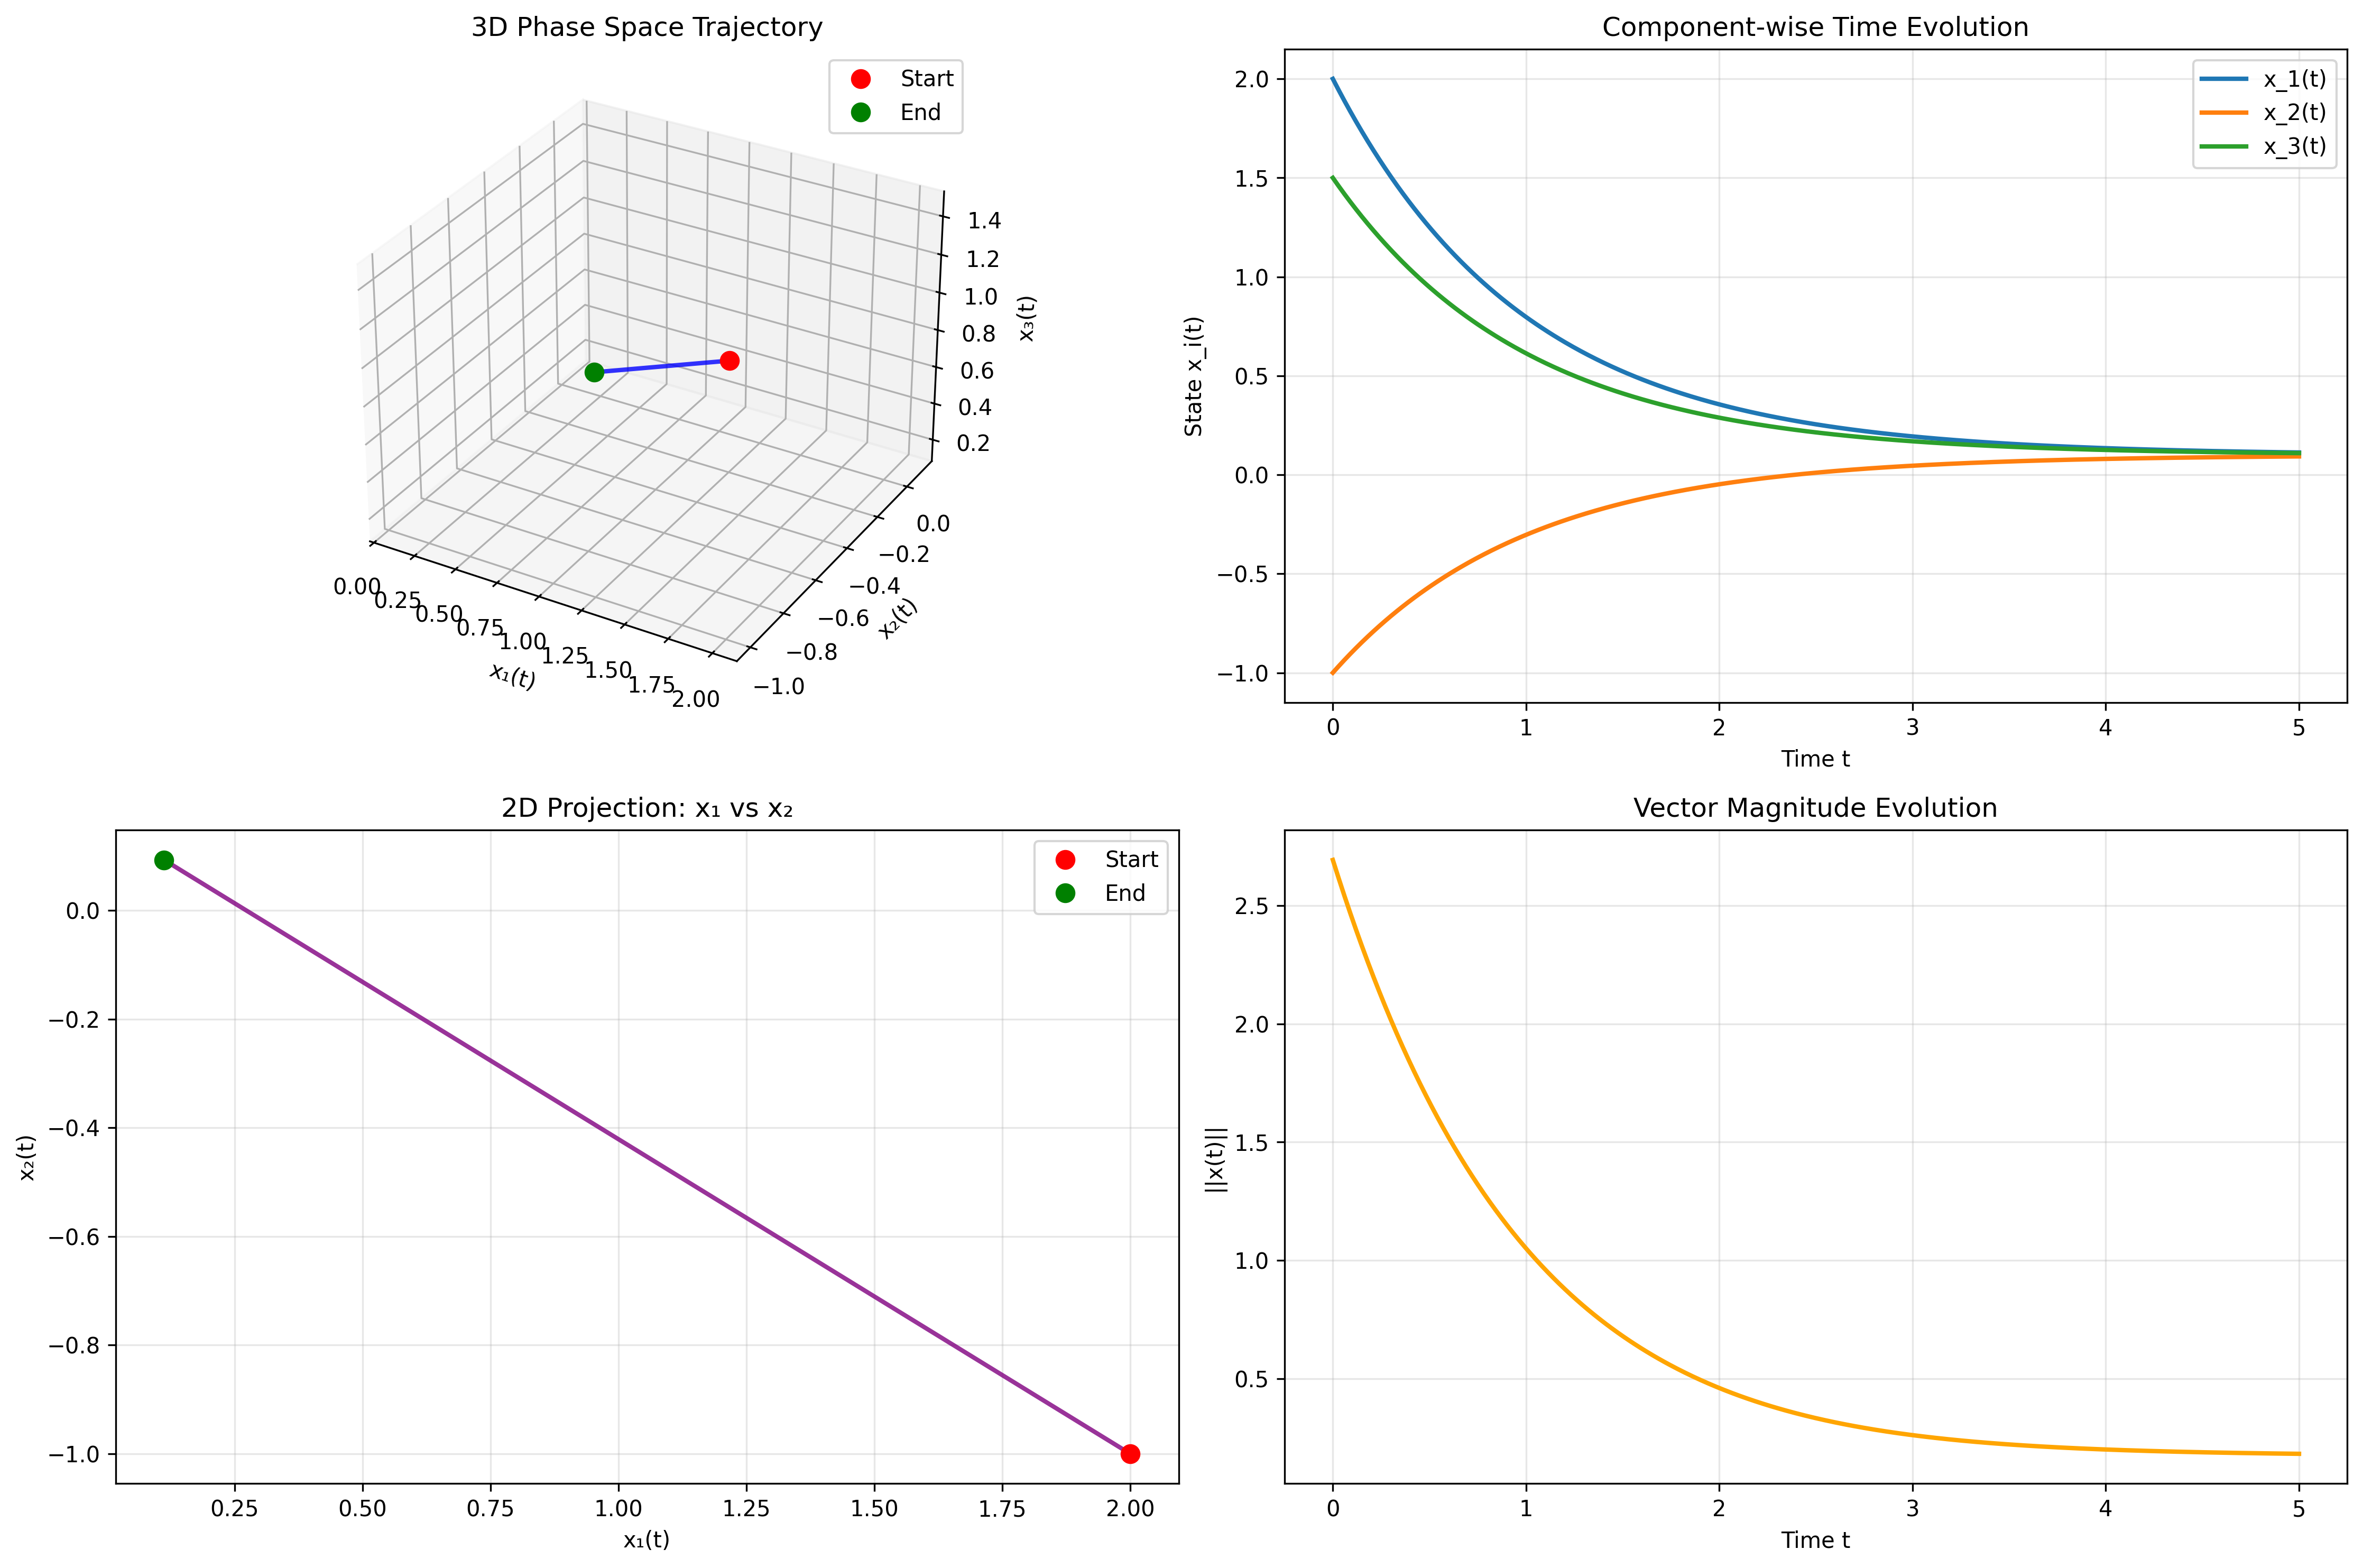 3D Phase Space Trajectory
Start
End
1.4
1.2
1.0
0.8
0.6
0.4
0.2
x₃(t)
0.0
−0.2
−0.4
−0.6
−0.8
−1.0
x₂(t)
0.00
0.25
0.50
0.75
1.00
1.25
1.50
1.75
2.00
x₁(t)
Component-wise Time Evolution
x_1(t)
x_2(t)
x_3(t)
2.0
1.5
1.0
0.5
0.0
−0.5
−1.0
State x_i(t)
0 1 2 3 4 5
Time t
2D Projection: x₁ vs x₂
Start
End
0.0
−0.2
−0.4
−0.6
−0.8
−1.0
x₂(t)
0.25 0.50 0.75 1.00 1.25 1.50 1.75 2.00
x₁(t)
Vector Magnitude Evolution
2.5
2.0
1.5
1.0
0.5
||x(t)||
0 1 2 3 4 5
Time t